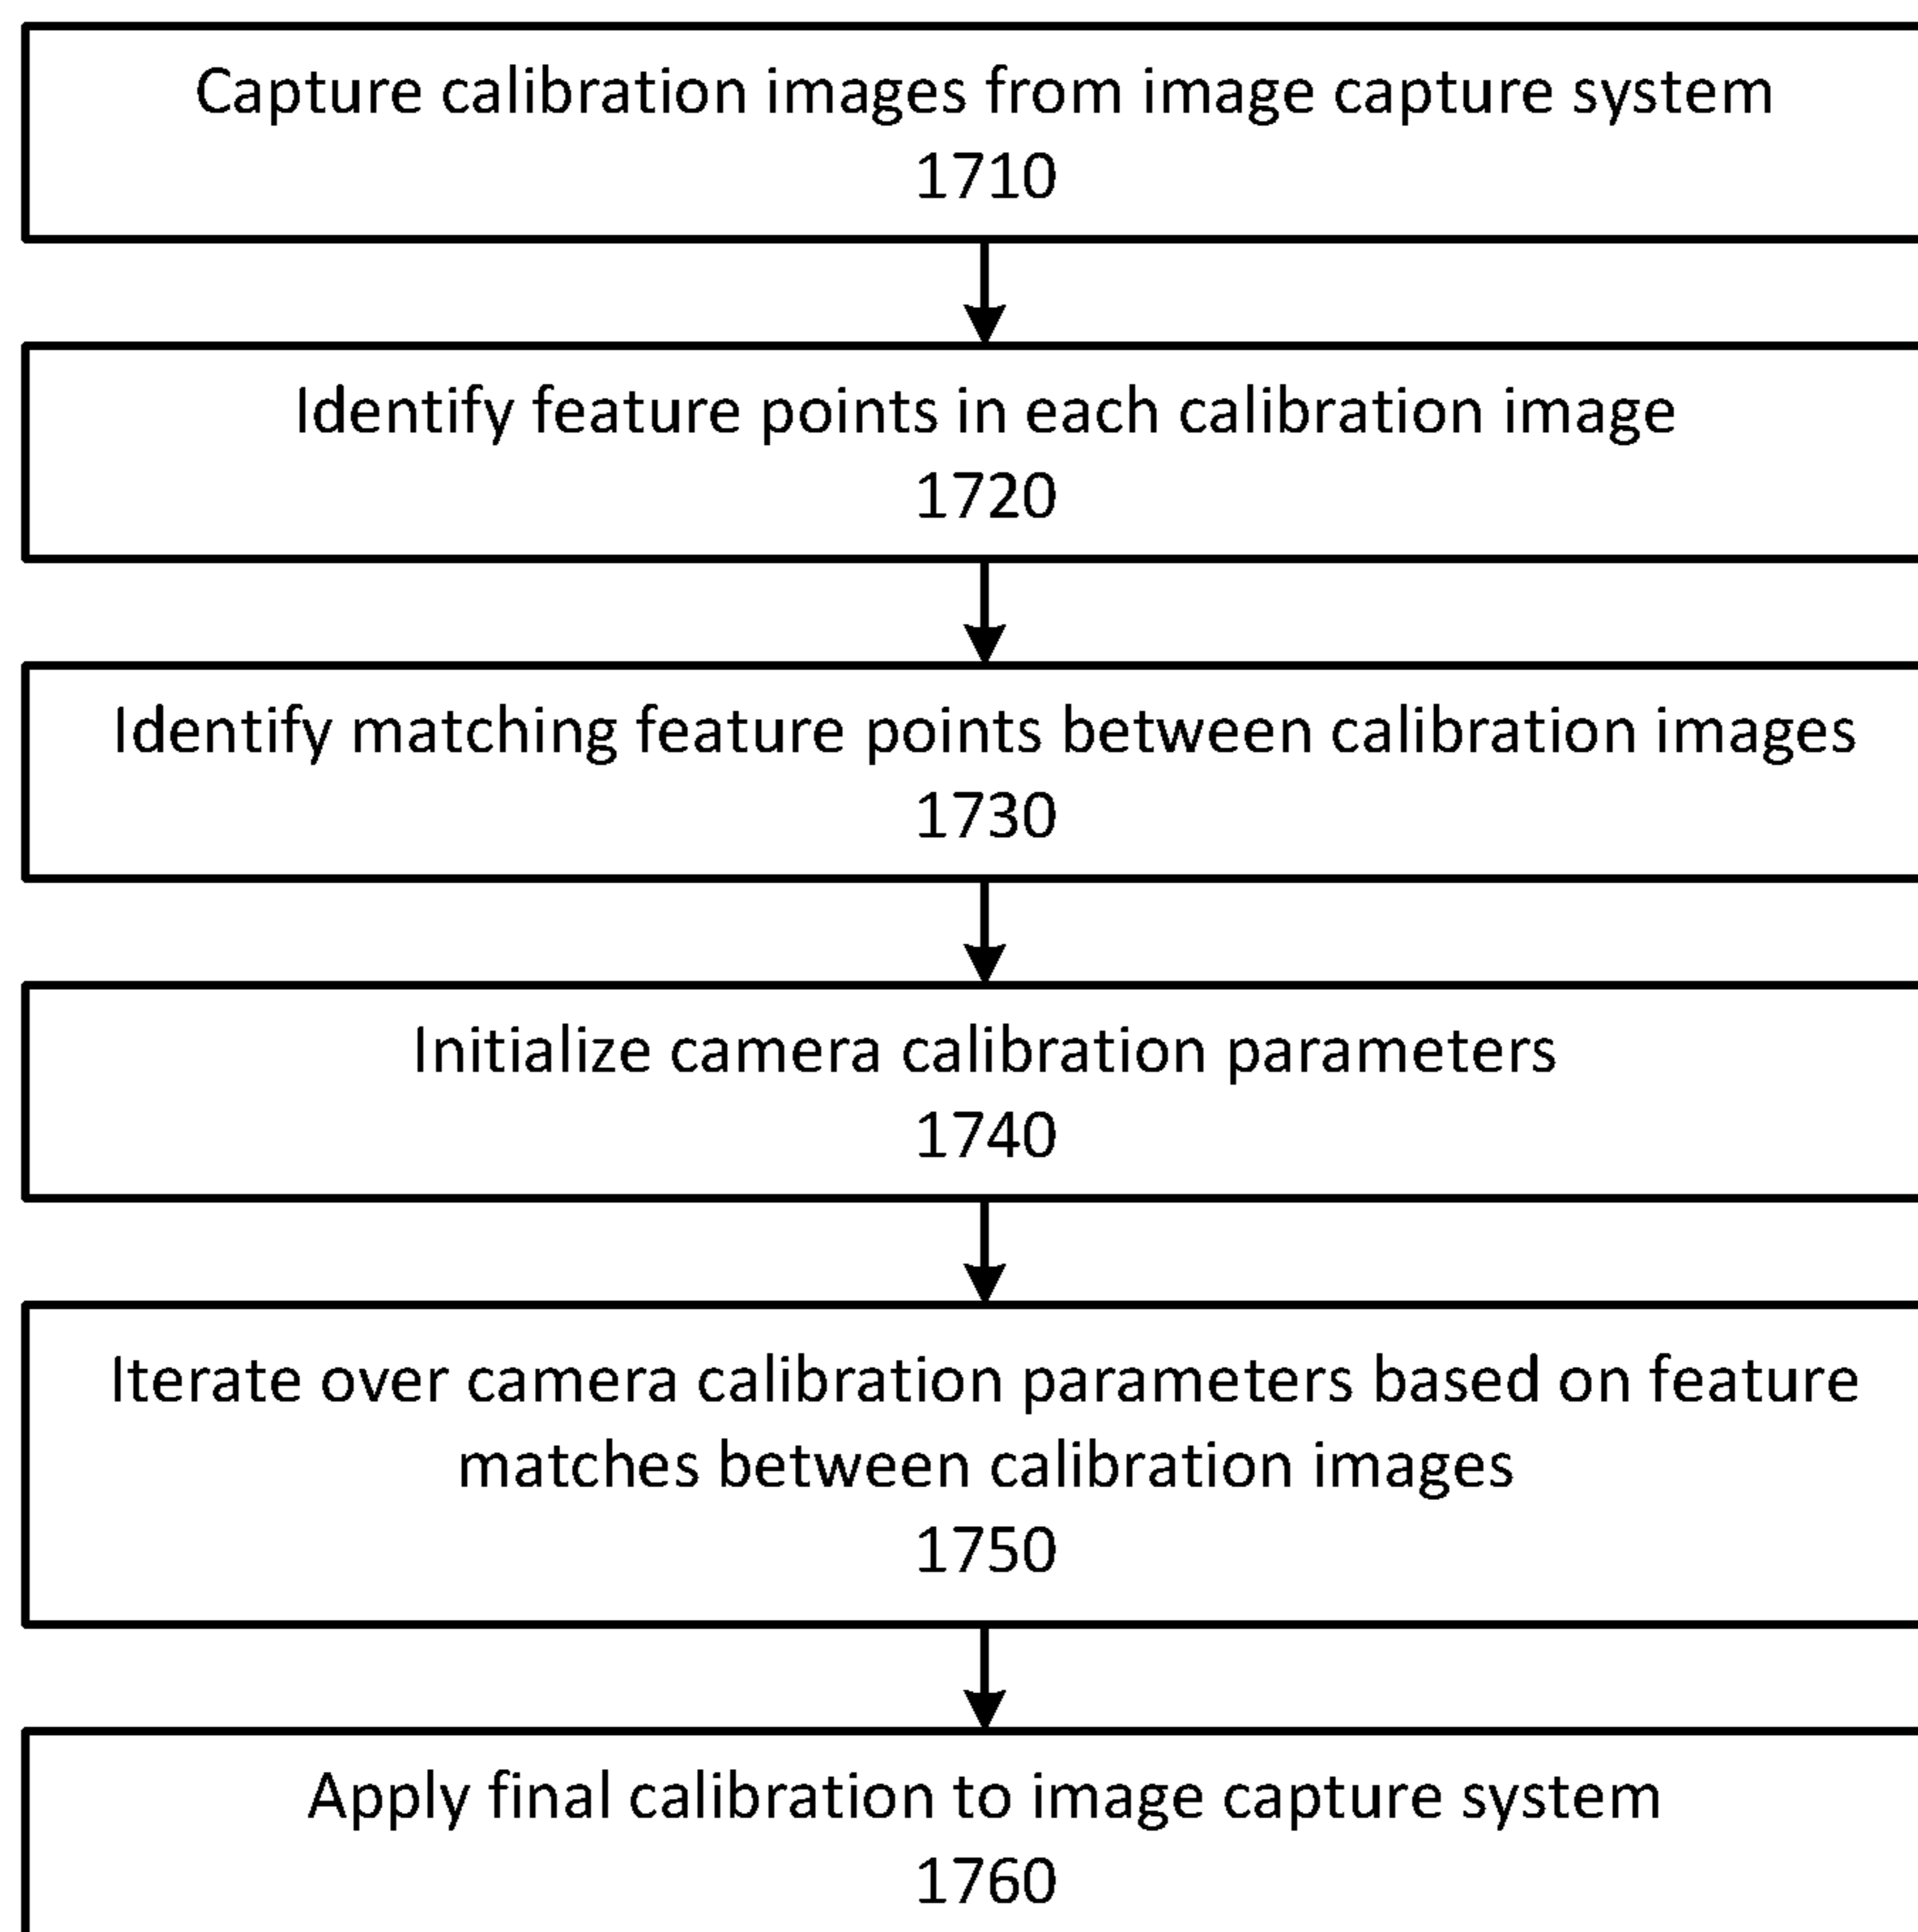 Capture calibration images from image capture system
1710
Identify feature points in each calibration image
1720
Identify matching feature points between calibration images
1730
Initialize camera calibration parameters
1740
Iterate over camera calibration parameters based on feature
matches between calibration images
1750
Apply final calibration to image capture system
1760